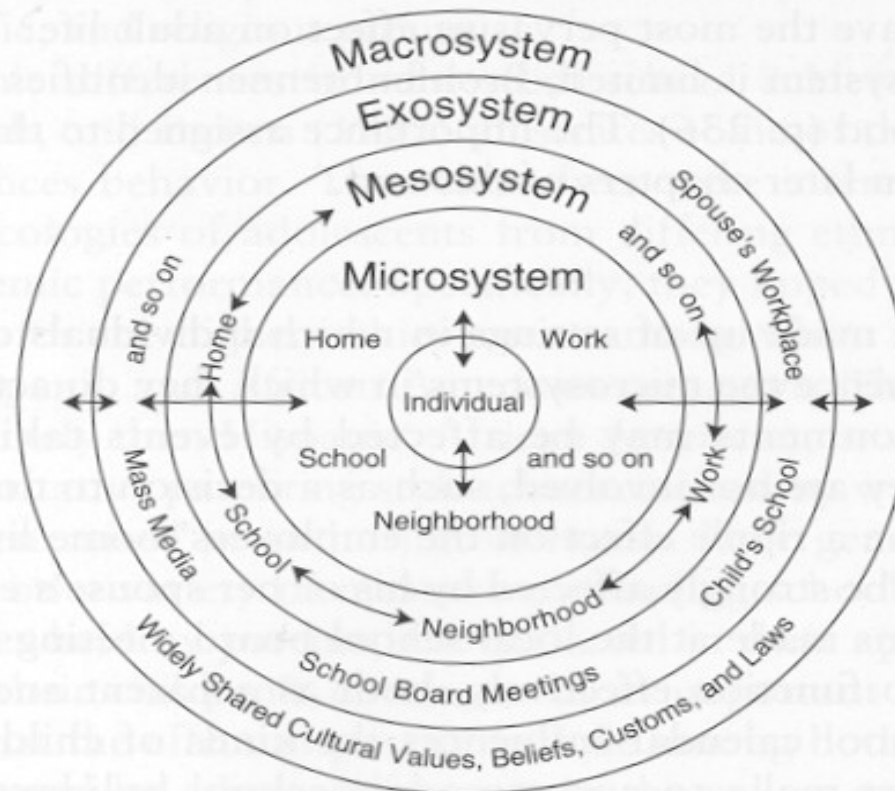 Macrosystem
Exosystem
Mesosystem
Microsystem
Home
Work
Individual
School
and so on
Neighborhood
Home
and so on
School
Work
Neighborhood
and so on
Spouse's Workplace
Mass Media
Child's School
School Board Meetings
Widely Shared Cultural Values, Beliefs, Customs, and Laws